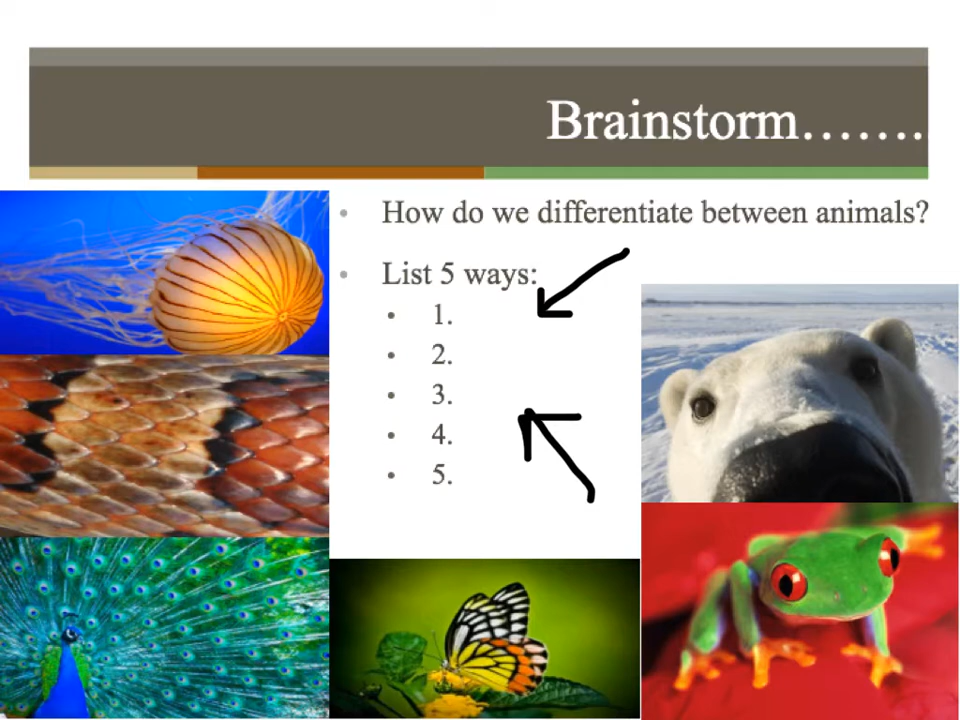 Brainstorm........
• How do we differentiate between animals?
• List 5 ways:
• 1.
• 2.
• 3.
• 4.
• 5.